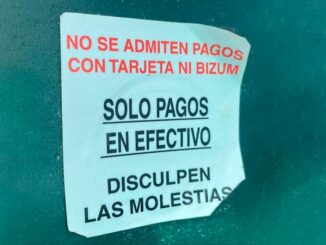 NO SE ADMITEN PAGOS
CON TARJETA NI BIZUM
SOLO PAGOS
EN EFECTIVO
DISCULPEN
LAS MOLESTIAS